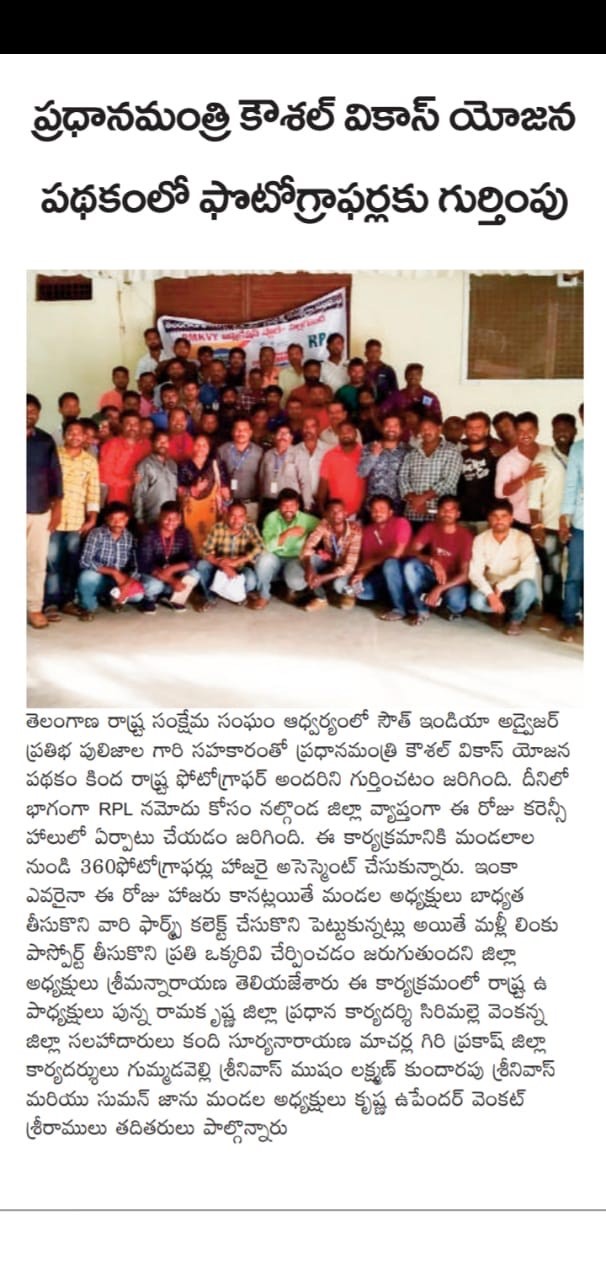 ప్రధానమంత్రి కౌశల్ వికాస్ యోజన
పథకంలో ఫొటోగ్రాఫర్లకు గుర్తింపు
PMKVY
RP
తెలంగాణ రాష్ట్ర సంక్షేమ సంఘం ఆధ్వర్యంలో సౌత్ ఇండియా అడ్వైజర్
ప్రతిభ పులిజాల గారి సహకారంతో ప్రధానమంత్రి కౌశల్ వికాస్ యోజన
పథకం కింద రాష్ట్ర ఫోటోగ్రాఫర్ అందరిని గుర్తించటం జరిగింది. దీనిలో
భాగంగా RPL నమోదు కోసం నల్గొండ జిల్లా వ్యాప్తంగా ఈ రోజు కరెన్సీ
హాలులో ఏర్పాటు చేయడం జరిగింది. ఈ కార్యక్రమానికి మండలాల
నుండి 360ఫోటోగ్రాఫర్లు హాజరై అసెస్మెంట్ చేసుకున్నారు. ఇంకా
ఎవరైనా ఈ రోజు హాజరు కానట్లయితే మండల అధ్యక్షులు బాధ్యత
తీసుకొని వారి ఫార్మ్స్ కలెక్ట్ చేసుకొని పెట్టుకున్నట్లు అయితే మళ్లీ లింకు
పాస్పోర్ట్ తీసుకొని ప్రతి ఒక్కరివి చేర్పించడం జరుగుతుందని జిల్లా
అధ్యక్షులు శ్రీమన్నారాయణ తెలియజేశారు ఈ కార్యక్రమంలో రాష్ట్ర ఉ
పాధ్యక్షులు పున్న రామకృష్ణ జిల్లా ప్రధాన కార్యదర్శి సిరిమల్లె వెంకన్న
జిల్లా సలహాదారులు కంది సూర్యనారాయణ మాచర్ల గిరి ప్రకాష్ జిల్లా
కార్యదర్శులు గుమ్మడవెల్లి శ్రీనివాస్ ముషం లక్ష్మణ్ కుందారపు శ్రీనివాస్
మరియు సుమన్ జాను మండల అధ్యక్షులు కృష్ణ ఉపేందర్ వెంకట్
శ్రీరాములు తదితరులు పాల్గొన్నారు